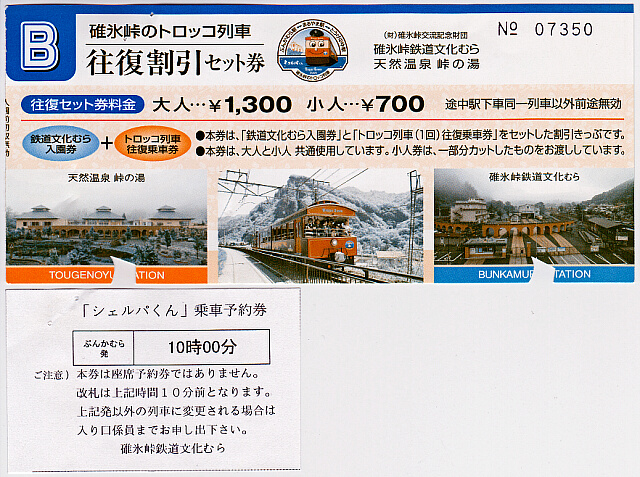 B
碓氷峠のトロッコ列車
往復割引セット券
(財)碓氷峠交流記念財団
碓氷峠鉄道文化むら
天然温泉 峠の湯
№ 07350
往復セット券料金 大人…¥1,300 小人…¥700 途中駅下車同一列車以外前途無効
鉄道文化むら
入園券
+
トロッコ列車
往復乗車券
●本券は、「鉄道文化むら入園券」と「トロッコ列車(1回)往復乗車券」をセットした割引きっぷです。
●本券は、大人と小人 共通使用しています。小人券は、一部分カットしたものをお渡ししています。
天然温泉 峠の湯
碓氷峠鉄道文化むら
「シェルパくん」乗車予約券
ぶんかむら
発
10時00分
ご注意) 本券は座席予約券ではありません。
改札は上記時間10分前となります。
上記発以外の列車に変更される場合は
入り口係員までお申し出下さい。
碓氷峠鉄道文化むら